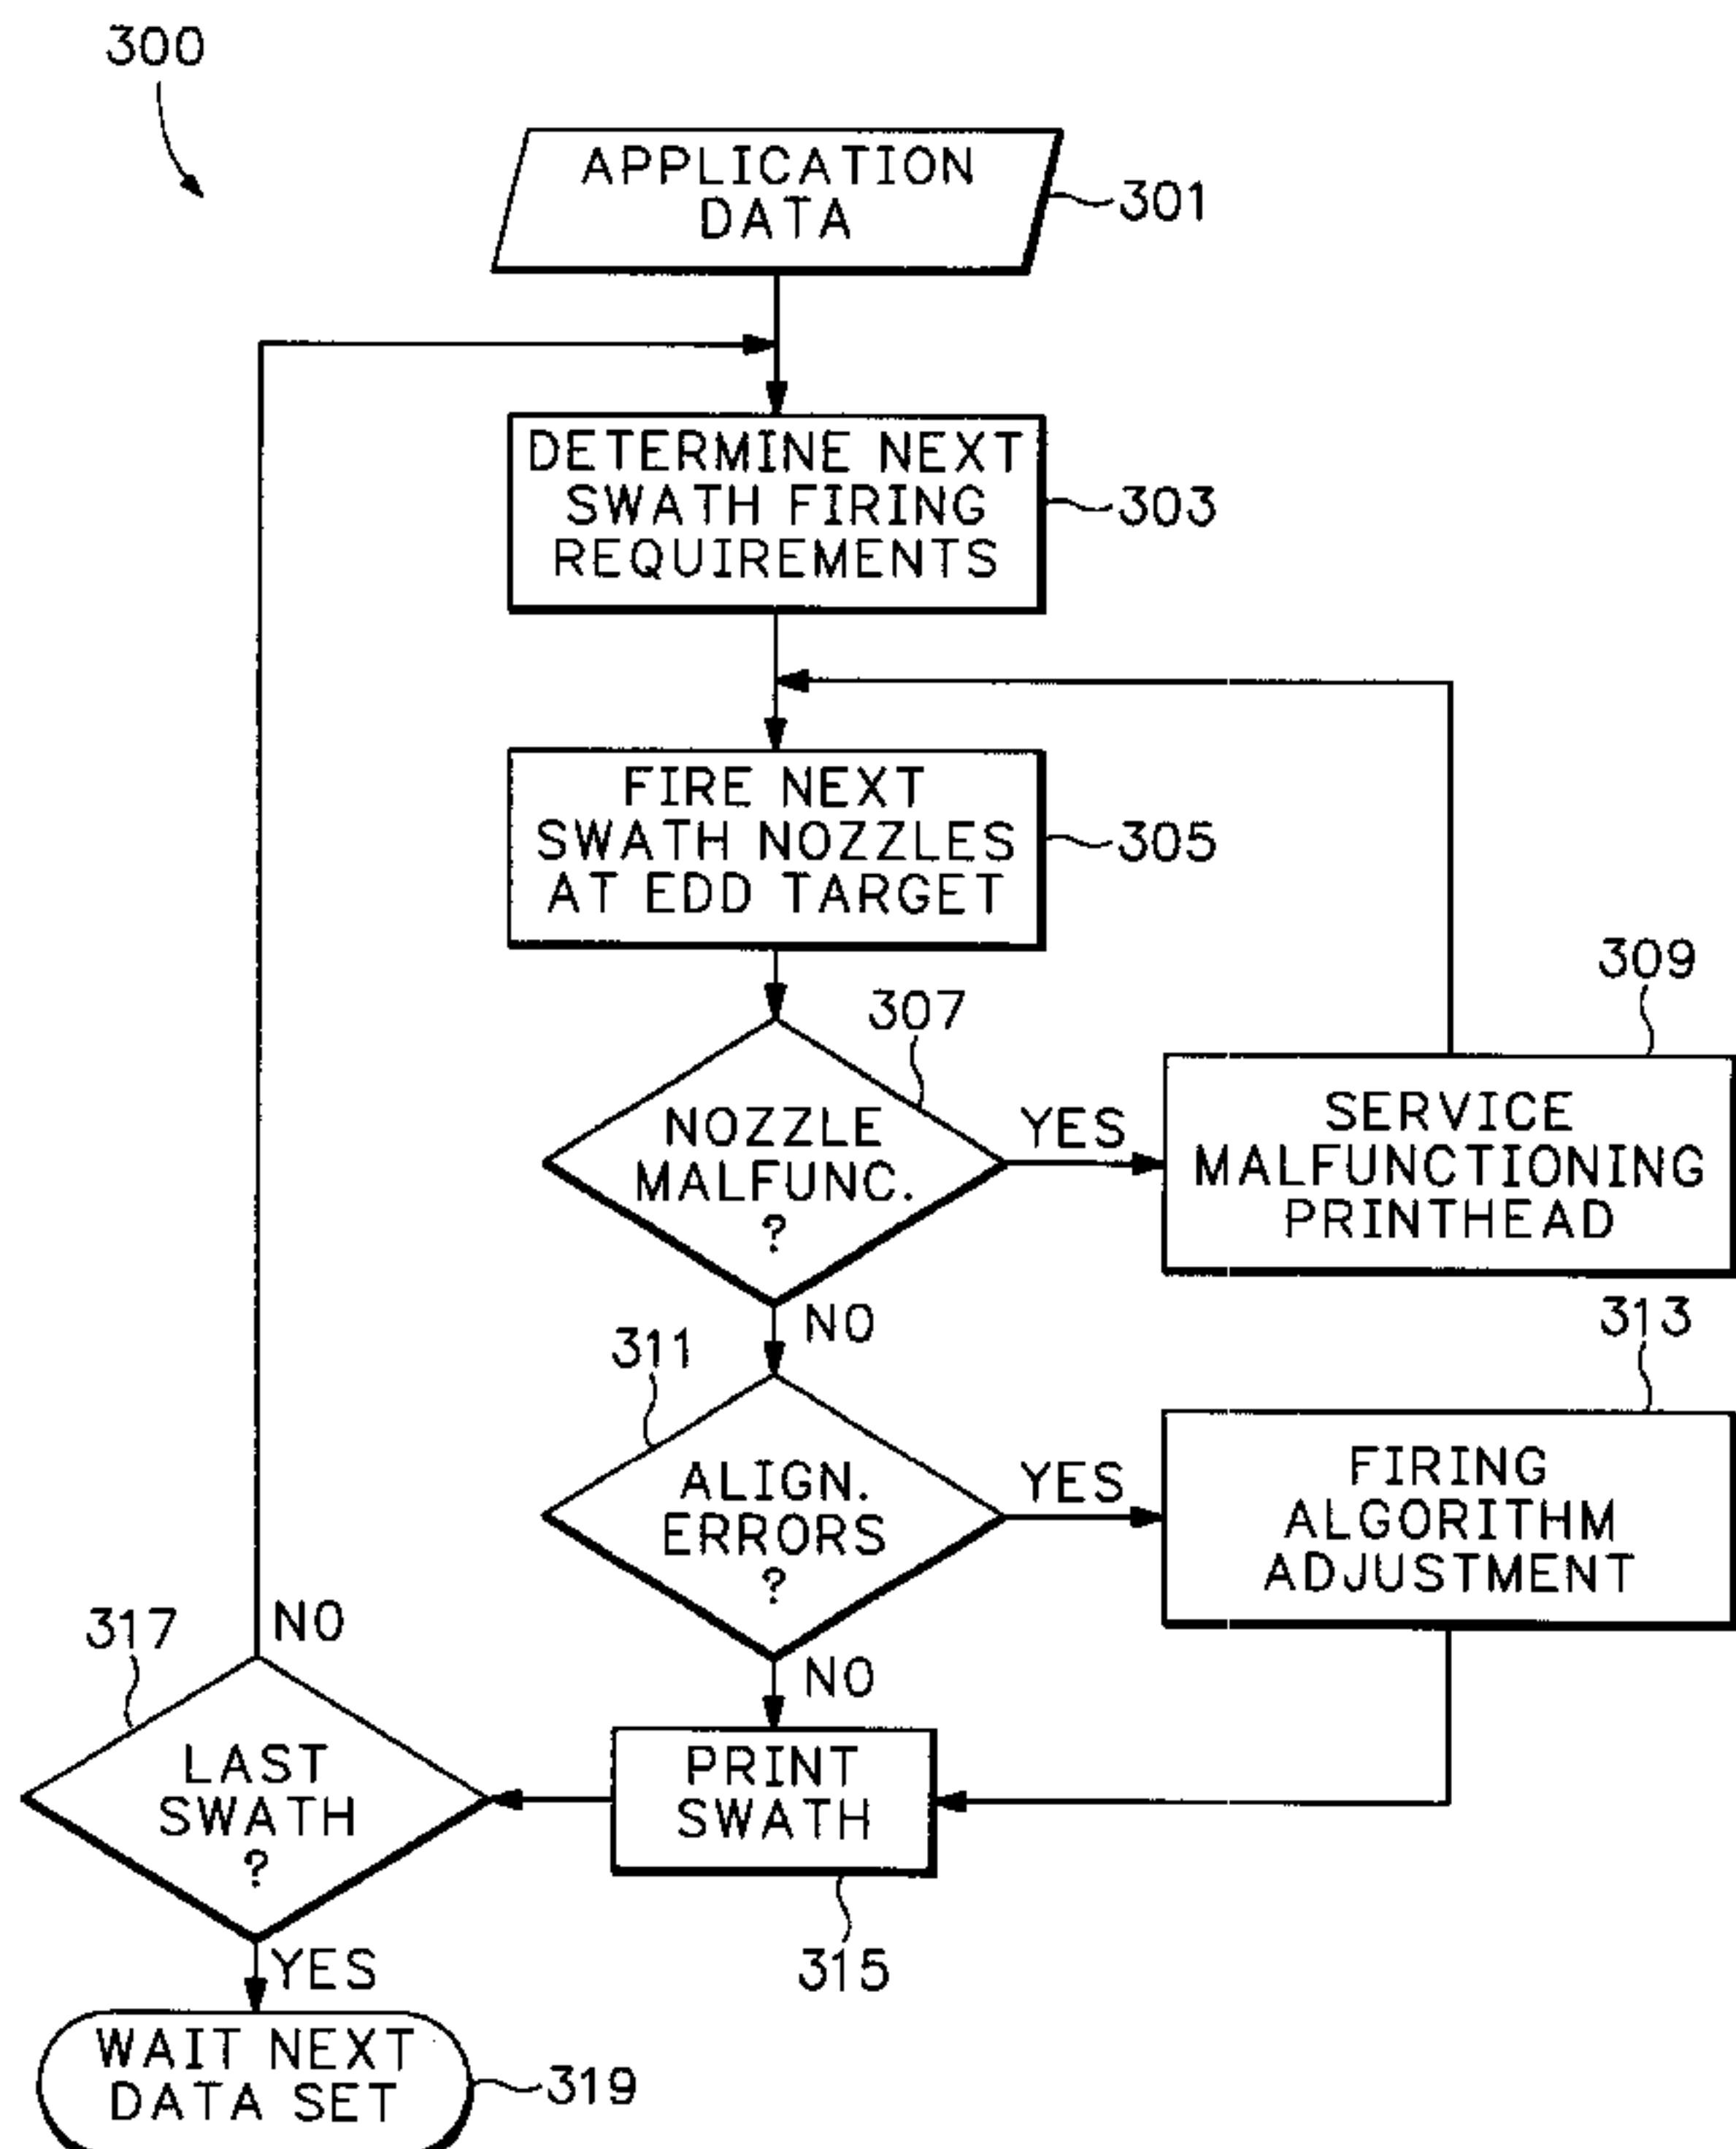 300
APPLICATION
DATA
301
DETERMINE NEXT
SWATH FIRING
REQUIREMENTS
303
FIRE NEXT
SWATH NOZZLES
AT EDD TARGET
305
307
NOZZLE
MALFUNC.
?
YES
NO
309
SERVICE
MALFUNCTIONING
PRINTHEAD
311
ALIGN.
ERRORS
?
YES
NO
313
FIRING
ALGORITHM
ADJUSTMENT
PRINT
SWATH
315
317
NO
LAST
SWATH
?
YES
WAIT NEXT
DATA SET
319